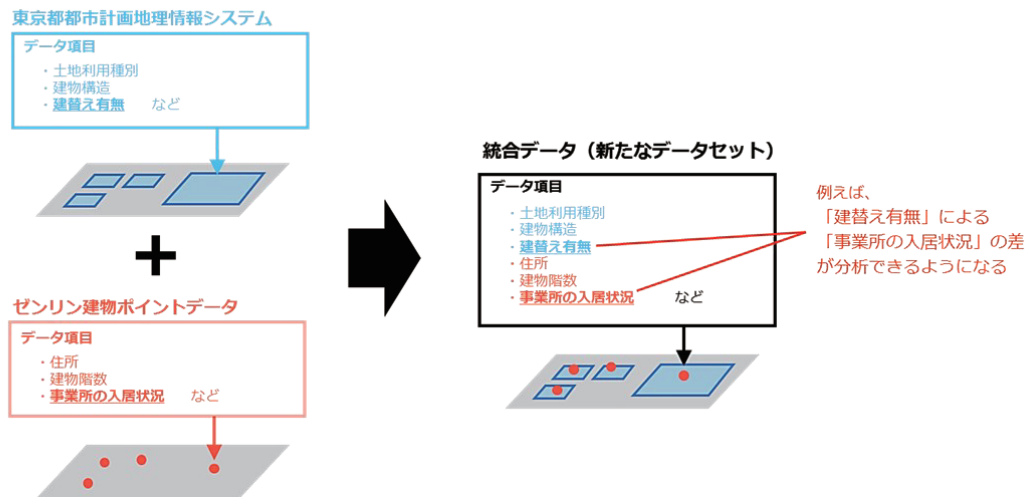 東京都都市計画地理情報システム
データ項目
・土地利用種別
・建物構造
・建替え有無 など
ゼンリン建物ポイントデータ
データ項目
・住所
・建物階数
・事業所の入居状況 など
統合データ（新たなデータセット）
データ項目
・土地利用種別
・建物構造
・建替え有無
・住所
・建物階数
・事業所の入居状況 など
例えば、
「建替え有無」による
「事業所の入居状況」の差
が分析できるようになる